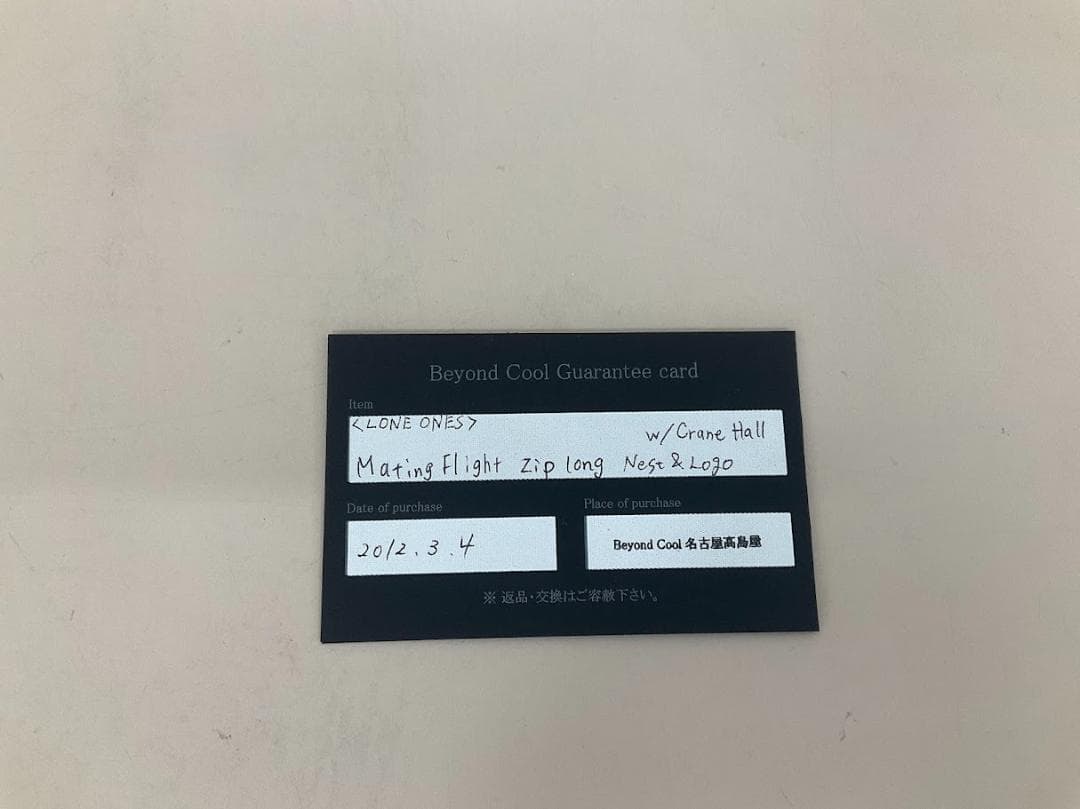 Beyond Cool Guarantee card
Item
<LONE ONES>
w/Crane Hall
Mating Flight Zip long Nest & Logo
Date of purchase
Place of purchase
2012.3.4
Beyond Cool 名古屋高島屋
※ 返品・交換はご容赦下さい。